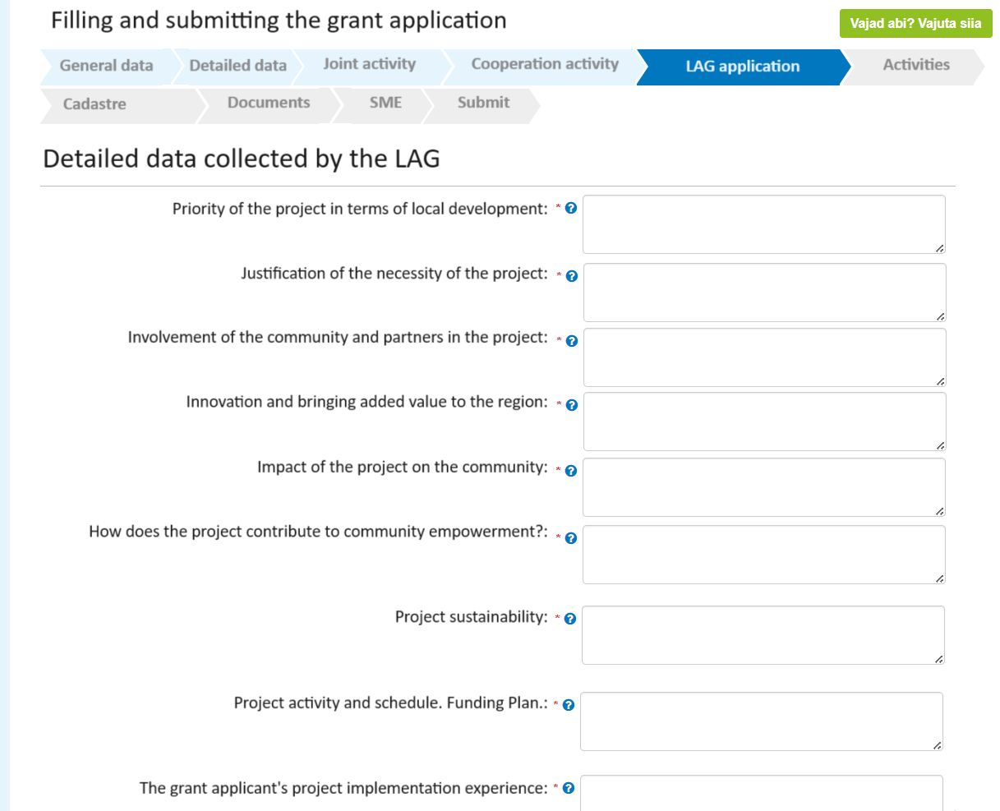 Filling and submitting the grant application
Vajad abi? Vajuta siia
General data
Detailed data
Joint activity
Cooperation activity
LAG application
Activities
Cadastre
Documents
SME
Submit
Detailed data collected by the LAG
Priority of the project in terms of local development: *
Justification of the necessity of the project: *
Involvement of the community and partners in the project: *
Innovation and bringing added value to the region: *
Impact of the project on the community: *
How does the project contribute to community empowerment?: *
Project sustainability: *
Project activity and schedule. Funding Plan.: *
The grant applicant's project implementation experience: *